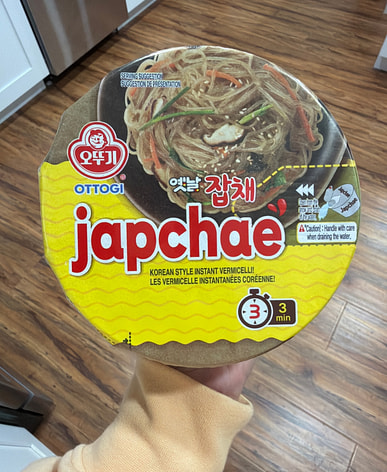 SERVING SUGGESTION
SUGGESTION DE PRÉSENTATION
오뚜기
OTTOGI
옛날 잡채
japchae
KOREAN STYLE INSTANT VERMICELLI!
LES VERMICELLE INSTANTANÉES CORÉENNE!
Caution! : Handle with care
when draining the water.
3
3
min